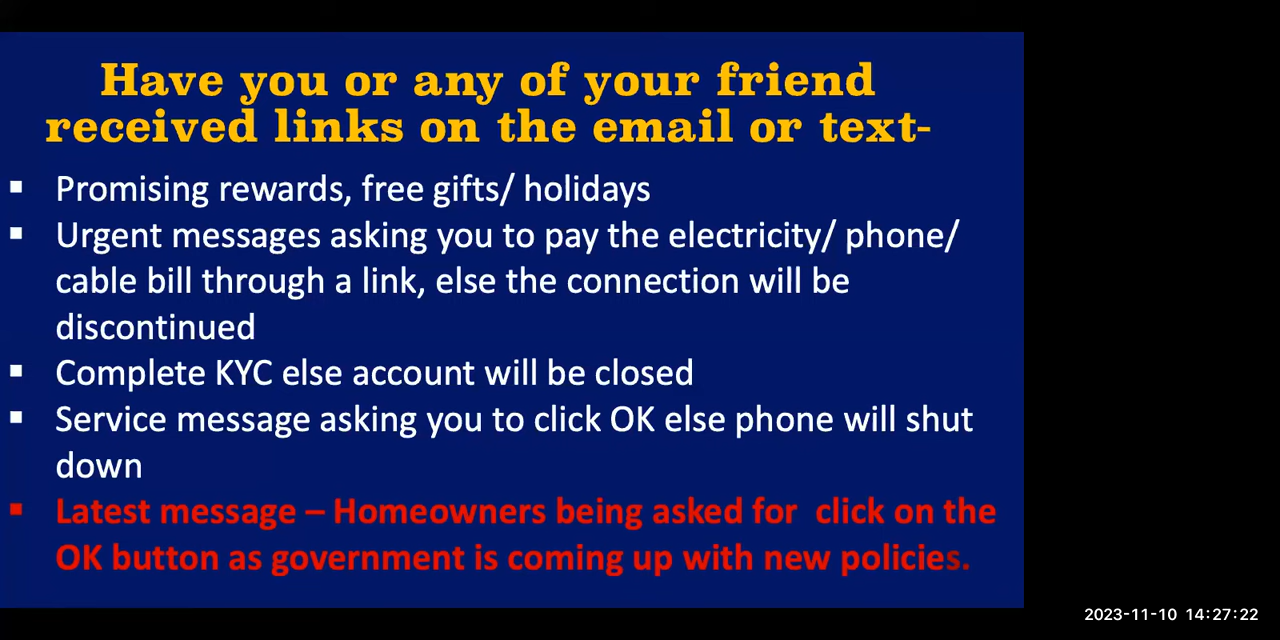 Have you or any of your friend
received links on the email or text-
▪ Promising rewards, free gifts/ holidays
▪ Urgent messages asking you to pay the electricity/ phone/
cable bill through a link, else the connection will be
discontinued
▪ Complete KYC else account will be closed
▪ Service message asking you to click OK else phone will shut
down
▪ Latest message – Homeowners being asked for click on the
OK button as government is coming up with new policies.
2023-11-10 14:27:22